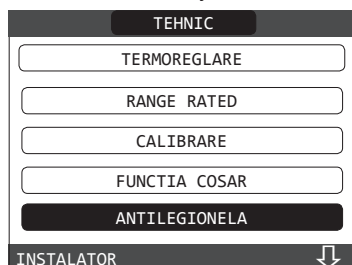 TEHNIC
TERMOREGLARE
RANGE RATED
CALIBRARE
FUNCTIA COSAR
ANTILEGIONELA
INSTALATOR